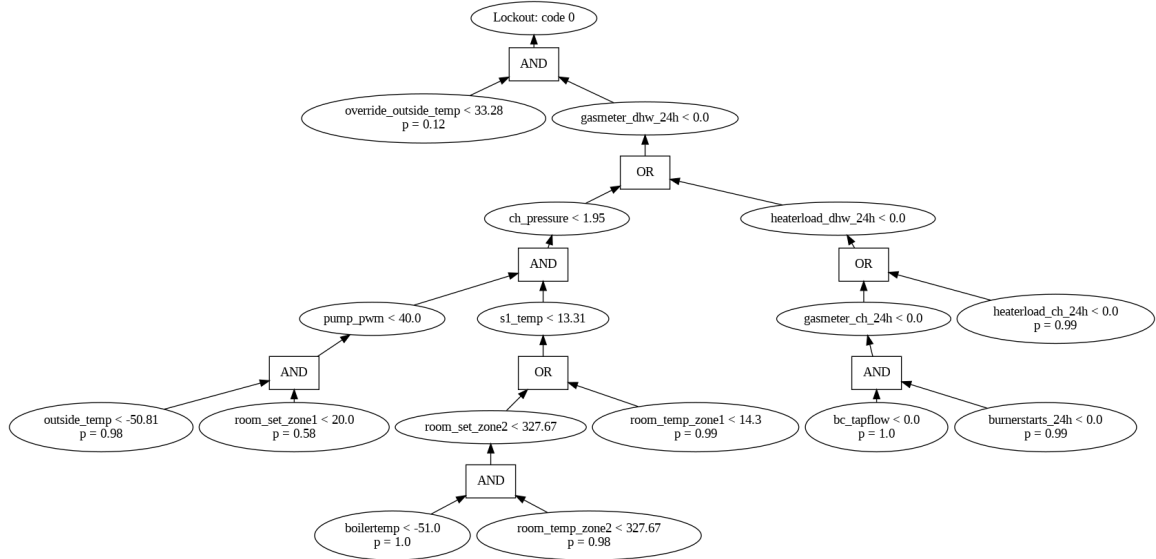 Lockout: code 0
AND
override_outside_temp < 33.28
p = 0.12
gasmeter_dhw_24h < 0.0
OR
ch_pressure < 1.95
heaterload_dhw_24h < 0.0
AND
OR
pump_pwm < 40.0
s1_temp < 13.31
gasmeter_ch_24h < 0.0
heaterload_ch_24h < 0.0
p = 0.99
AND
OR
AND
outside_temp < -50.81
p = 0.98
room_set_zone1 < 20.0
p = 0.58
room_set_zone2 < 327.67
room_temp_zone1 < 14.3
p = 0.99
bc_tapflow < 0.0
p = 1.0
burnerstarts_24h < 0.0
p = 0.99
AND
boilertemp < -51.0
p = 1.0
room_temp_zone2 < 327.67
p = 0.98